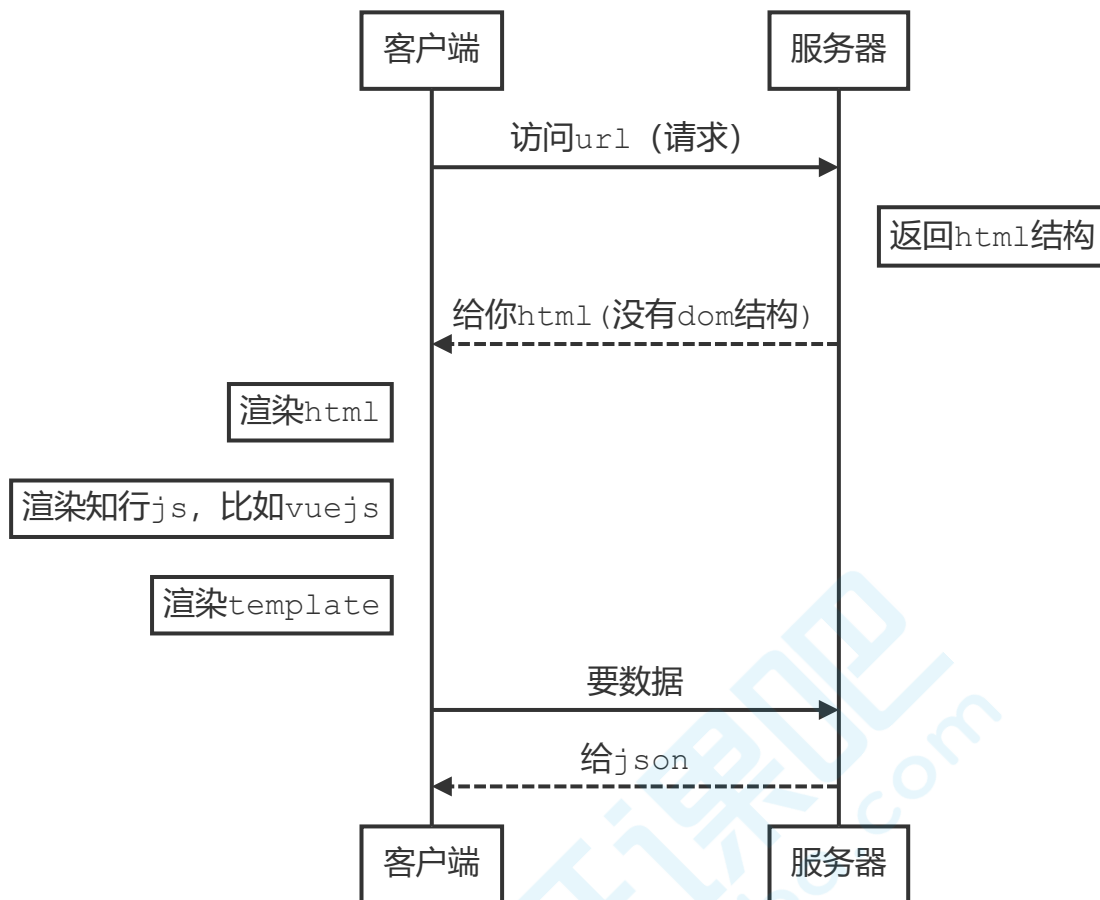 客户端 服务器
访问url（请求）
返回html结构
给你html(没有dom结构)
渲染html
渲染知行js，比如vuejs
渲染template
要数据
给json
客户端 服务器